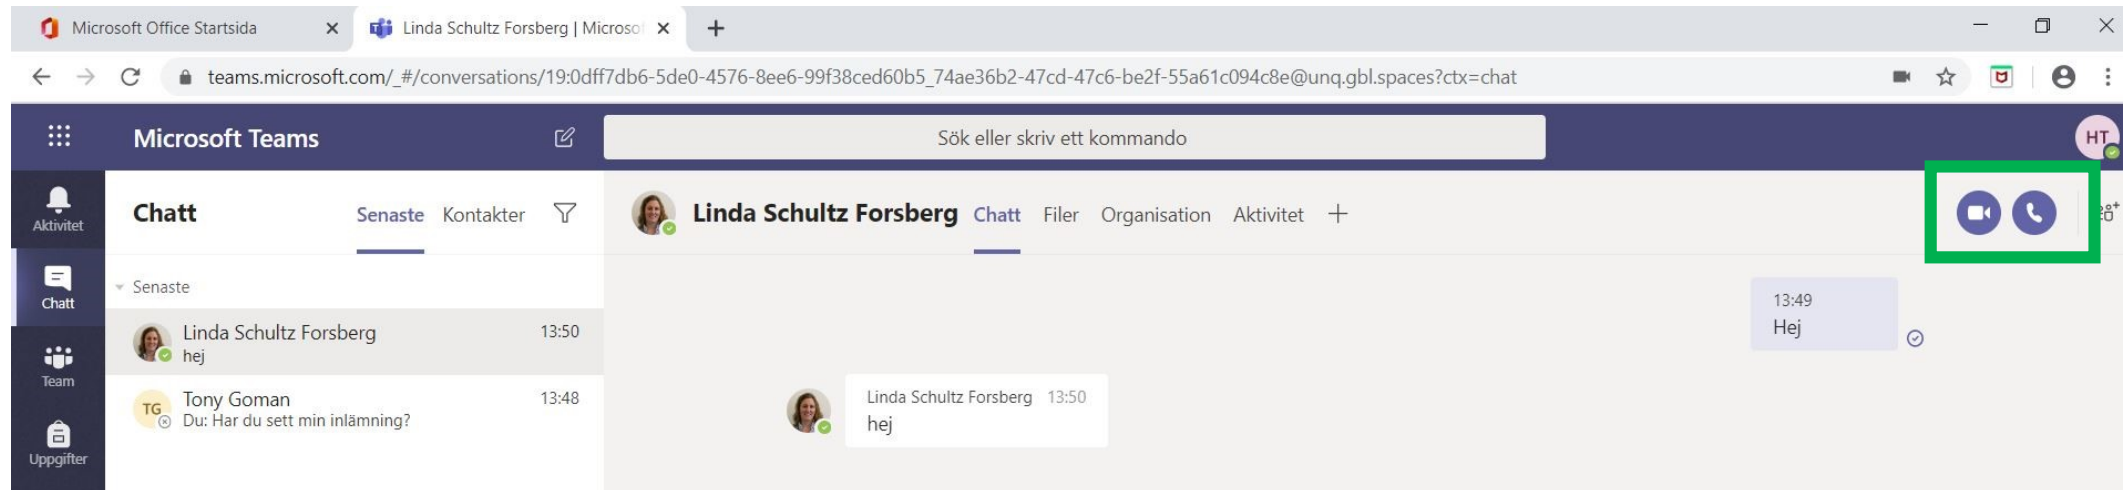 Microsoft Office Startsida
Linda Schultz Forsberg | Microsof
teams.microsoft.com/_#/conversations/19:0dff7db6-5de0-4576-8ee6-99f38ced60b5_74ae36b2-47cd-47c6-be2f-55a61c094c8e@unq.gbl.spaces?ctx=chat
Microsoft Teams
Sök eller skriv ett kommando
HT
Aktivitet
Chatt
Team
Uppgifter
Chatt
Senaste Kontakter
Senaste
Linda Schultz Forsberg 13:50
hej
TG
Tony Goman 13:48
Du: Har du sett min inlämning?
Linda Schultz Forsberg Chatt Filer Organisation Aktivitet
13:49
Hej
Linda Schultz Forsberg 13:50
hej